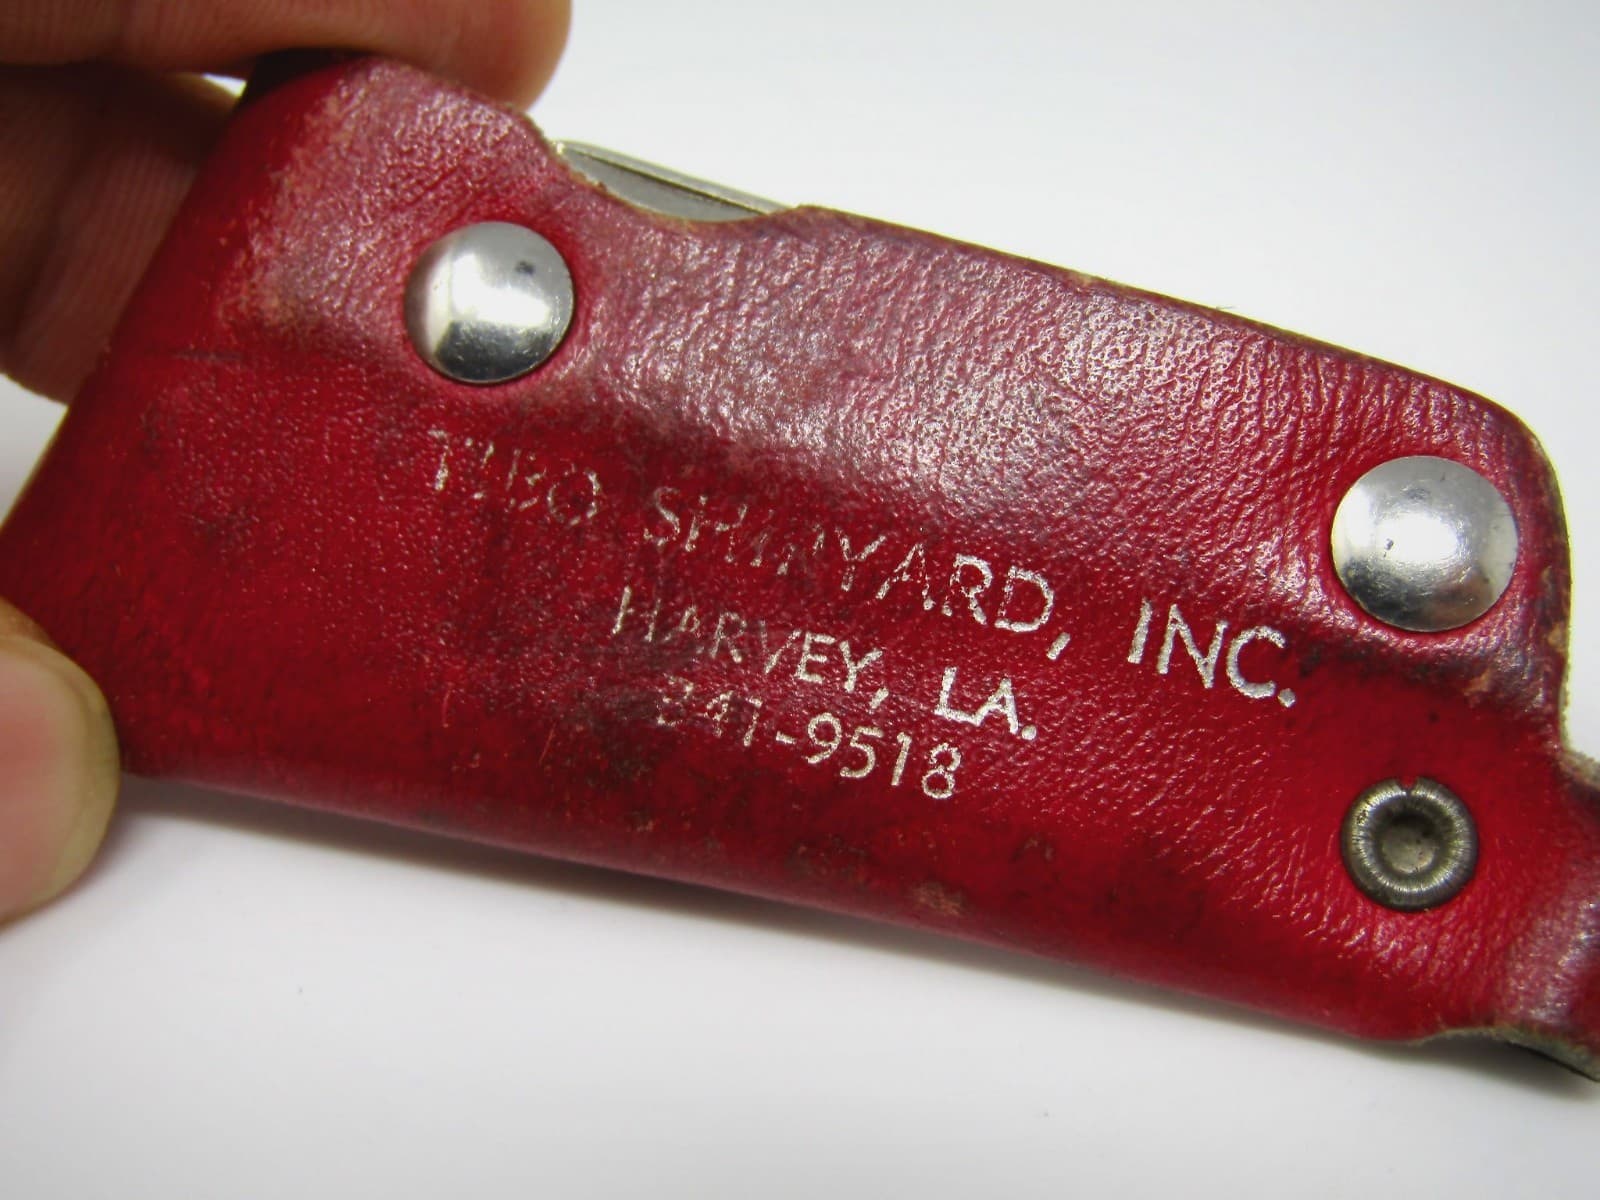 SHIPYARD, INC.
HARVEY, LA.
341-9518